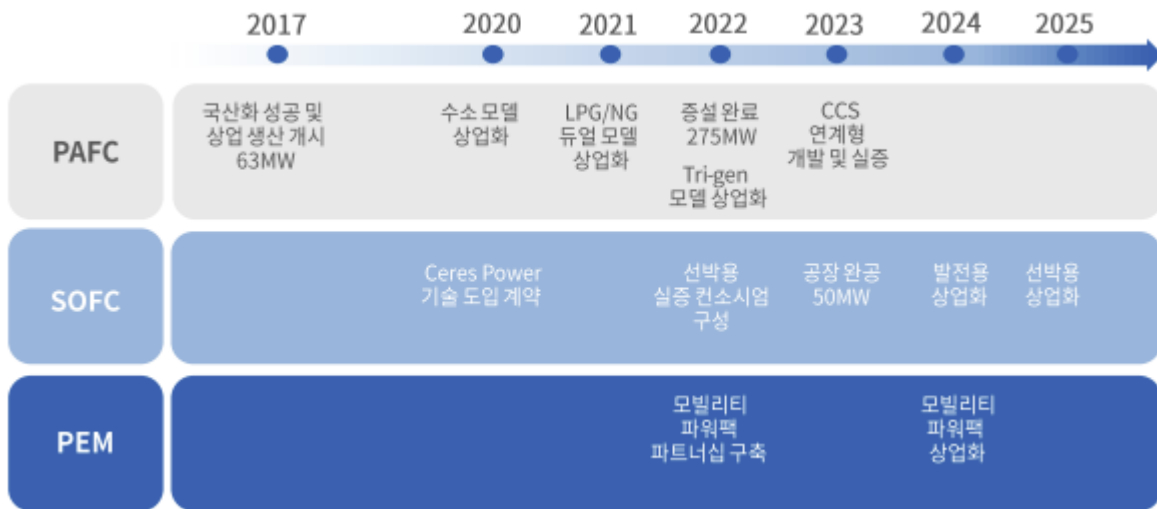 2017 2020 2021 2022 2023 2024 2025
PAFC
국산화 성공 및
상업 생산 개시
63MW
수소 모델
상업화
LPG/NG
듀얼 모델
상업화
증설 완료
275MW
Tri-gen
모델 상업화
CCS
연계형
개발 및 실증
SOFC
Ceres Power
기술 도입 계약
선박용
실증 컨소시엄
구성
공장 완공
50MW
발전용
상업화
선박용
상업화
PEM
모빌리티
파워팩
파트너십 구축
모빌리티
파워팩
상업화